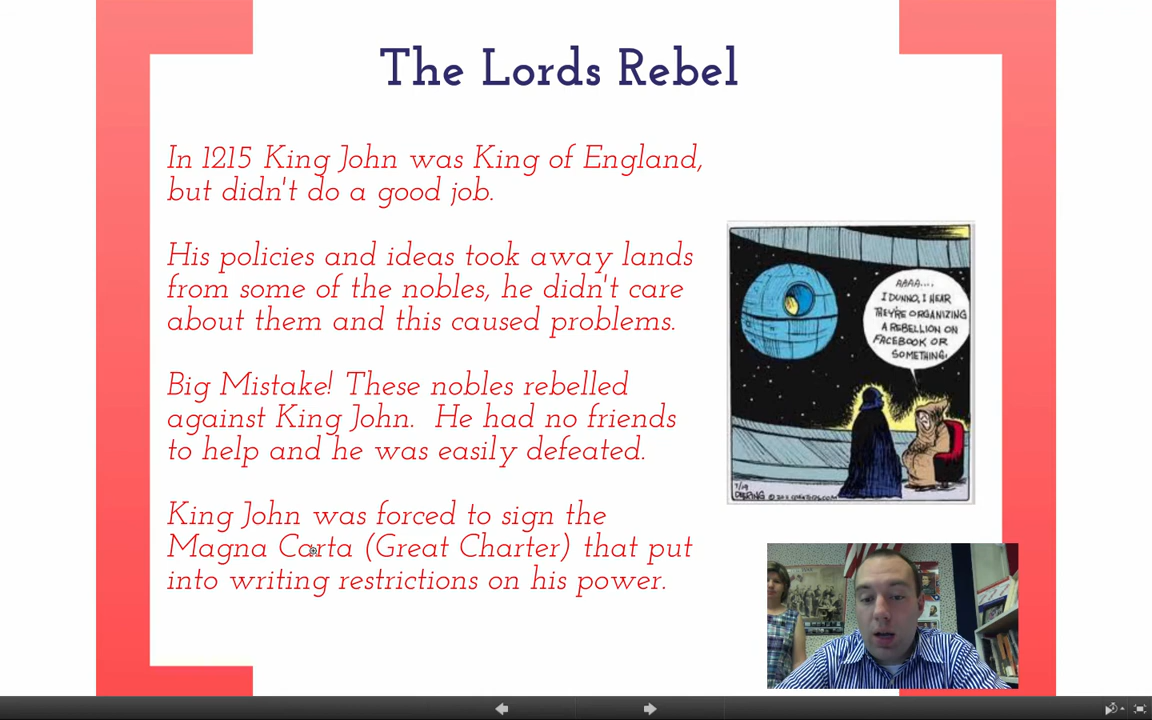 The Lords Rebel
In 1215 King John was King of England,
but didn't do a good job.
His policies and ideas took away lands
from some of the nobles, he didn't care
about them and this caused problems.
Big Mistake! These nobles rebelled
against King John. He had no friends
to help and he was easily defeated.
King John was forced to sign the
Magna Carta (Great Charter) that put
into writing restrictions on his power.
AAAA....
I DUNNO, I HEAR
THEY'RE ORGANIZING
A REBELLION ON
FACEBOOK OR
SOMETHING.
7/19